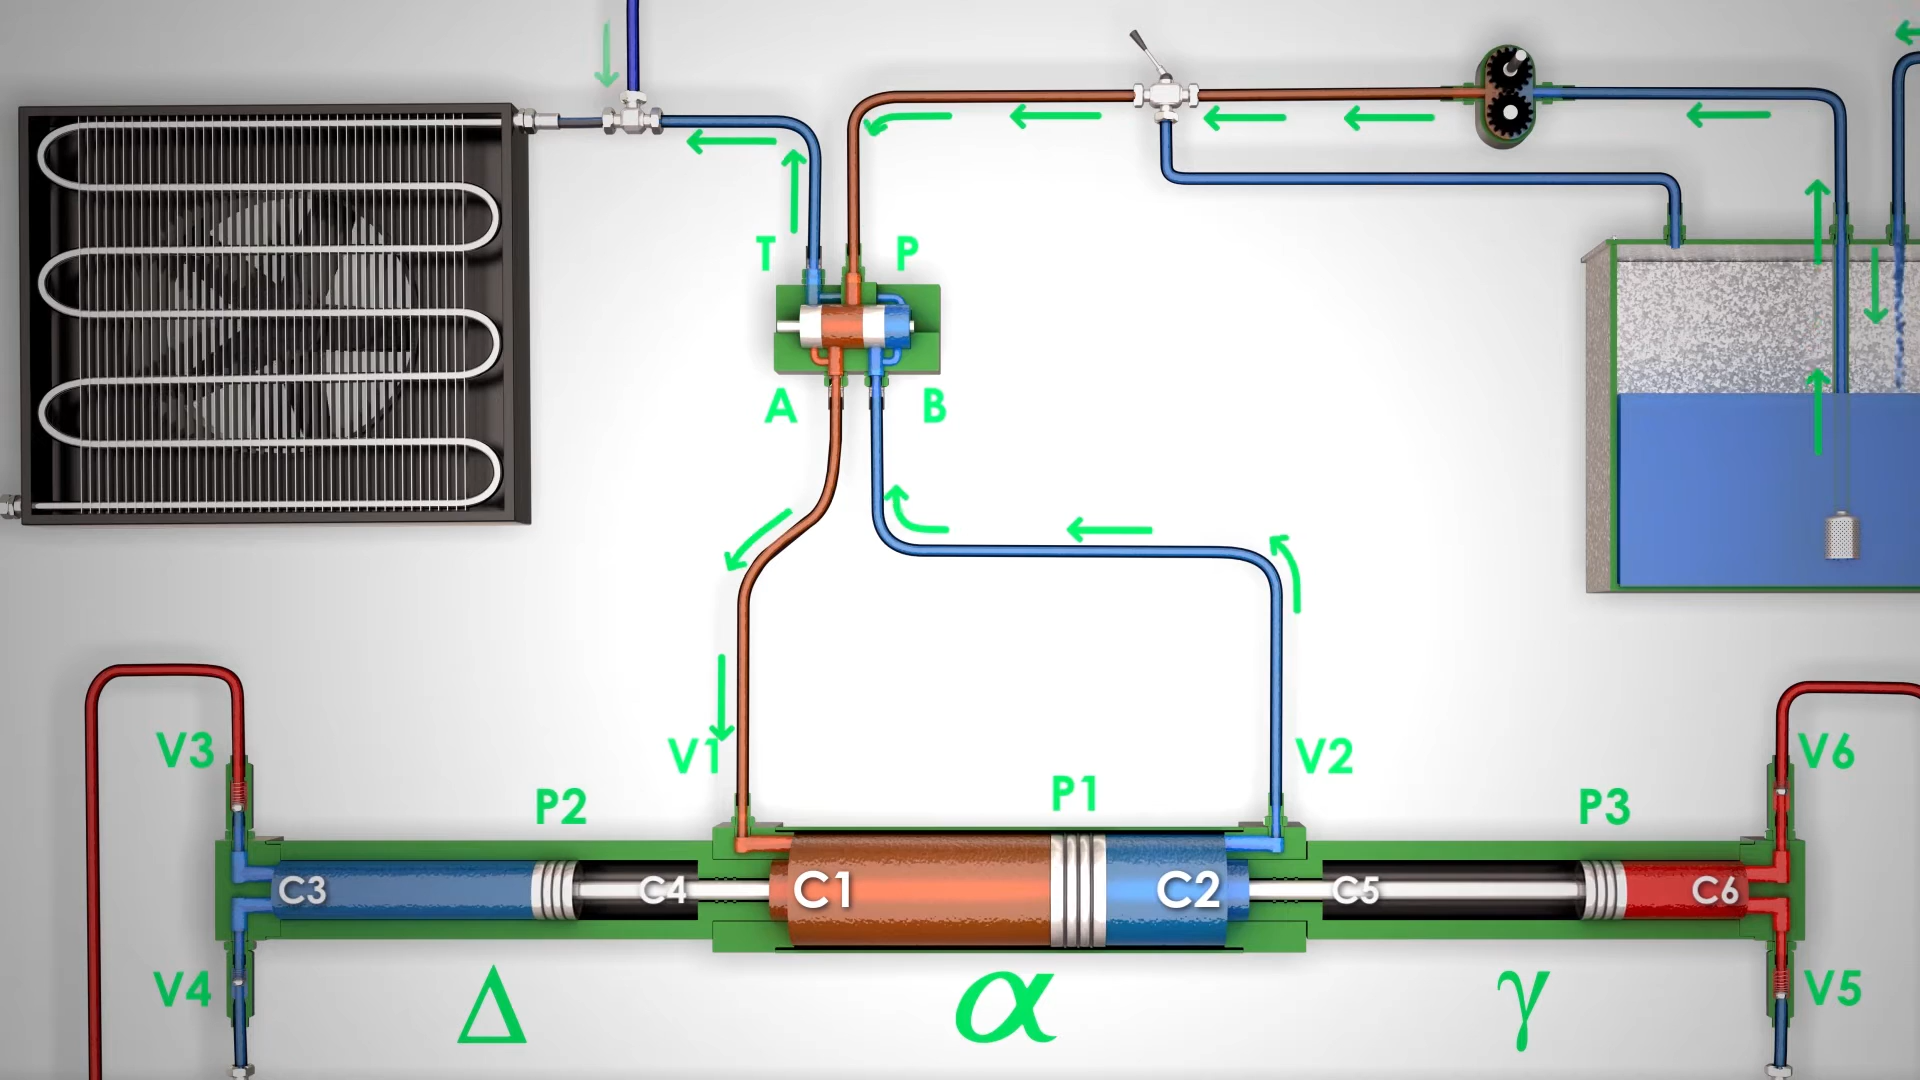 T P
A B
V1 V2
V3 V6
P2 P1 P3
C3 C4 C1 C2 C5 C6
V4 V5
Δ α γ